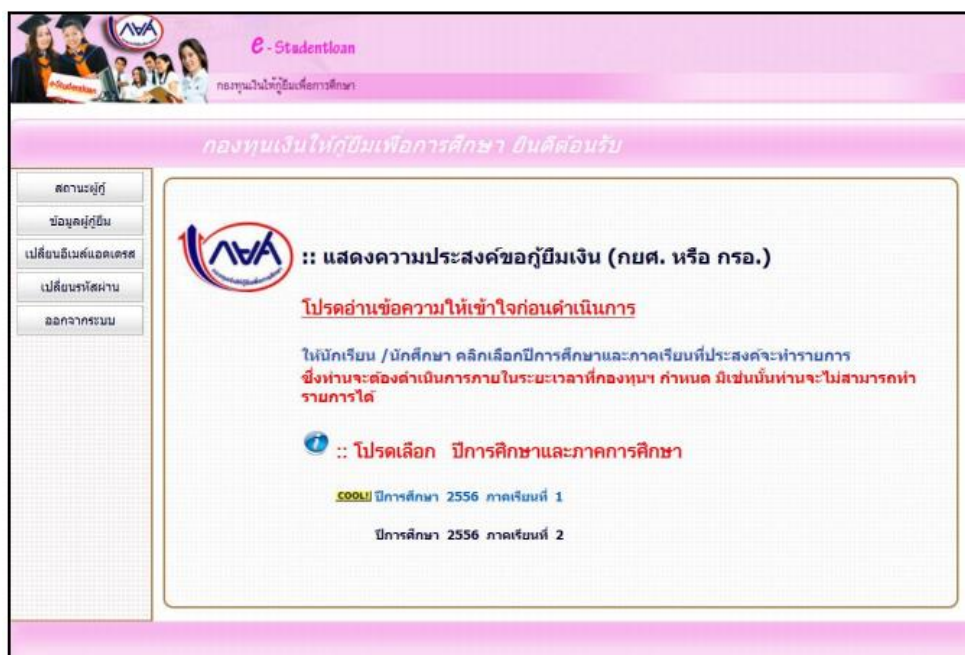 กยศ
e-Studentloan
e - Studentloan
กองทุนเงินให้กู้ยืมเพื่อการศึกษา
กองทุนเงินให้กู้ยืมเพื่อการศึกษา ยินดีต้อนรับ
สถานะผู้กู้
ข้อมูลผู้กู้ยืม
เปลี่ยนอีเมล์แอดเดรส
เปลี่ยนรหัสผ่าน
ออกจากระบบ
กยศ
:: แสดงความประสงค์ขอกู้ยืมเงิน (กยศ. หรือ กรอ.)
โปรดอ่านข้อความให้เข้าใจก่อนดำเนินการ
ให้นักเรียน /นักศึกษา คลิกเลือกปีการศึกษาและภาคเรียนที่ประสงค์จะทำรายการ
ซึ่งท่านจะต้องดำเนินการภายในระยะเวลาที่กองทุนฯ กำหนด มิเช่นนั้นท่านจะไม่สามารถทำ
รายการได้
:: โปรดเลือก ปีการศึกษาและภาคการศึกษา
COOL! ปีการศึกษา 2556 ภาคเรียนที่ 1
ปีการศึกษา 2556 ภาคเรียนที่ 2